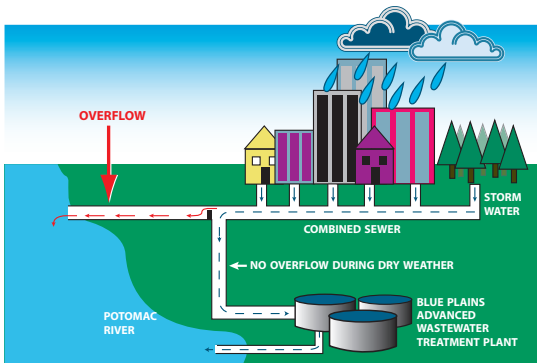 OVERFLOW
STORM
WATER
COMBINED SEWER
NO OVERFLOW DURING DRY WEATHER
BLUE PLAINS
ADVANCED
WASTEWATER
TREATMENT PLANT
POTOMAC
RIVER